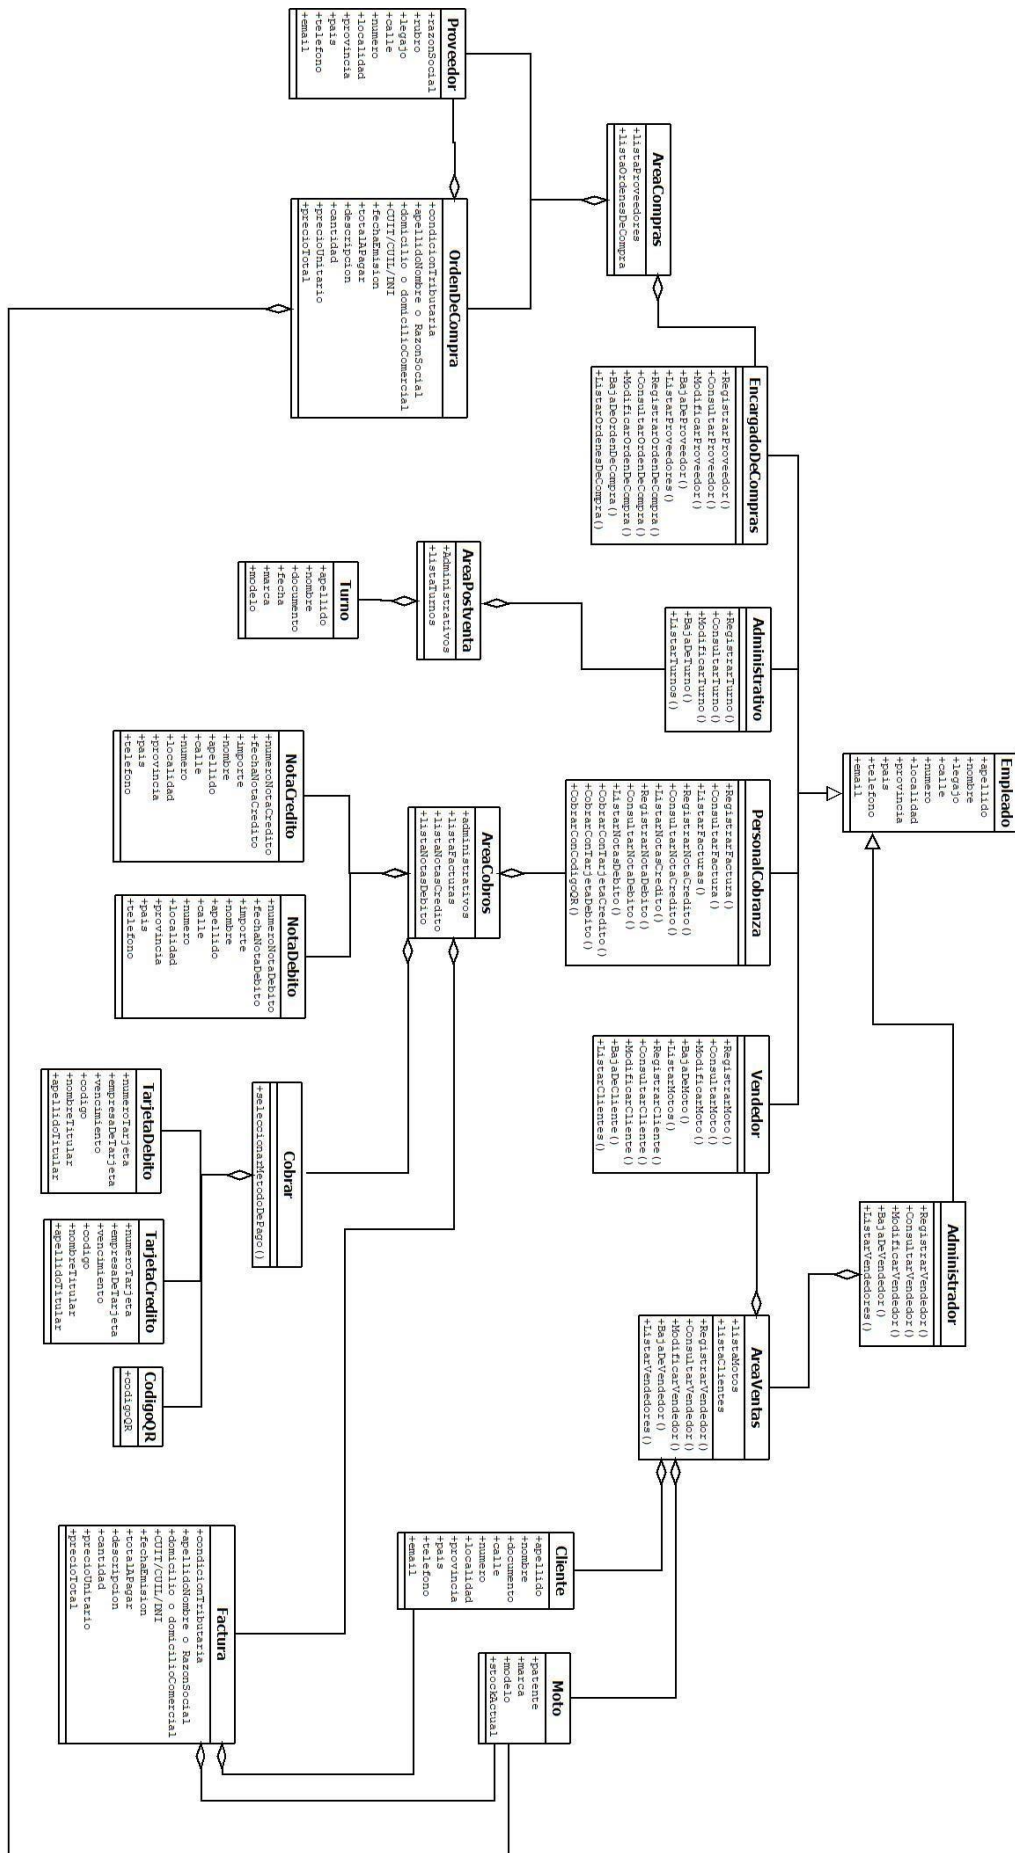 Empleado
+apellido
+nombre
+legajo
+calle
+numero
+localidad
+provincia
+pais
+telefono
+email
AreaCompras
+listaProveedores
+listaOrdenesDeCompra
EncargadoDeCompras
+RegistrarProveedor()
+ConsultarProveedor()
+ModificarProveedor()
+BajaDeProveedor()
+ListarProveedores()
+RegistrarOrdenDeCompra()
+ConsultarOrdenDeCompra()
+ModificarOrdenDeCompra()
+BajaDeOrdenDeCompra()
+ListarOrdenesDeCompra()
Administrativo
+RegistrarTurno()
+ConsultarTurno()
+ModificarTurno()
+BajaDeTurno()
+ListarTurnos()
PersonalCobranza
+RegistrarFactura()
+ConsultarFactura()
+ListarFacturas()
+RegistrarNotaCredito()
+ConsultarNotaCredito()
+ListarNotasCredito()
+RegistrarNotaDebito()
+ConsultarNotaDebito()
+ListarNotasDebito()
+CobrarConTarjetaCredito()
+CobrarConTarjetaDebito()
+CobrarConCodigoQR()
Vendedor
+RegistrarMoto()
+ConsultarMoto()
+ModificarMoto()
+BajaDeMoto()
+ListarMotos()
+RegistrarCliente()
+ConsultarCliente()
+ModificarCliente()
+BajaDeCliente()
+ListarClientes()
Administrador
+RegistrarVendedor()
+ConsultarVendedor()
+ModificarVendedor()
+BajaDeVendedor()
+ListarVendedores()
AreaVentas
+listaMotos
+listaClientes
+RegistrarVendedor()
+ConsultarVendedor()
+ModificarVendedor()
+BajaDeVendedor()
+ListarVendedores()
Proveedor
+razonSocial
+rubro
+legajo
+calle
+numero
+localidad
+provincia
+pais
+telefono
+email
OrdenDeCompra
+condicionTributaria
+apellidoNombre o RazonSocial
+domicilio o domicilioComercial
+CUIT/CUIL/DNI
+fechaEmision
+totalAPagar
+descripcion
+cantidad
+precioUnitario
+precioTotal
AreaPostventa
+Administrativos
+listaTurnos
Turno
+apellido
+nombre
+documento
+fecha
+marca
+modelo
AreaCobros
+administrativos
+listaFacturas
+listaNotasCredito
+listaNotasDebito
NotaCredito
+numeroNotaCredito
+fechaNotaCredito
+importe
+nombre
+apellido
+calle
+numero
+localidad
+provincia
+pais
+telefono
NotaDebito
+numeroNotaDebito
+fechaNotaDebito
+importe
+nombre
+apellido
+calle
+numero
+localidad
+provincia
+pais
+telefono
Cobrar
+seleccionarMetodoDePago()
TarjetaDebito
+numeroTarjeta
+empresaDeTarjeta
+vencimiento
+codigo
+nombreTitular
+apellidoTitular
TarjetaCredito
+numeroTarjeta
+empresaDeTarjeta
+vencimiento
+codigo
+nombreTitular
+apellidoTitular
CodigoQR
+codigoQR
Cliente
+apellido
+nombre
+documento
+calle
+numero
+localidad
+provincia
+pais
+telefono
+email
Moto
+patente
+marca
+modelo
+stockActual
Factura
+condicionTributaria
+apellidoNombre o RazonSocial
+domicilio o domicilioComercial
+CUIT/CUIL/DNI
+fechaEmision
+totalAPagar
+descripcion
+cantidad
+precioUnitario
+precioTotal